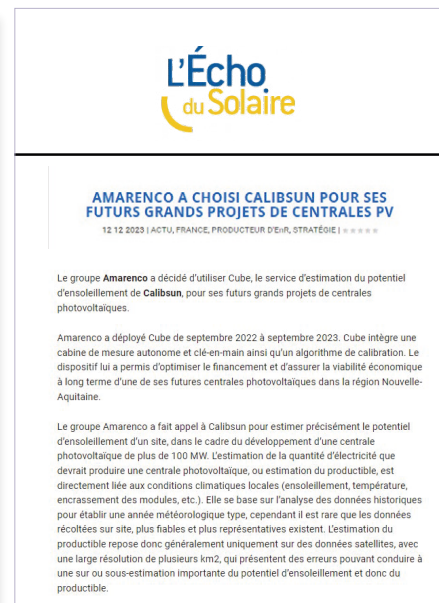 L'Écho
du Solaire
AMARENCO A CHOISI CALIBSUN POUR SES
FUTURS GRANDS PROJETS DE CENTRALES PV
12 12 2023 | ACTU, FRANCE, PRODUCTEUR D'EnR, STRATÉGIE |
Le groupe Amarenco a décidé d'utiliser Cube, le service d'estimation du potentiel
d'ensoleillement de Calibsun, pour ses futurs grands projets de centrales
photovoltaïques.
Amarenco a déployé Cube de septembre 2022 à septembre 2023. Cube intègre une
cabine de mesure autonome et clé-en-main ainsi qu'un algorithme de calibration. Le
dispositif lui a permis d'optimiser le financement et d'assurer la viabilité économique
à long terme d'une de ses futures centrales photovoltaïques dans la région Nouvelle-
Aquitaine.
Le groupe Amarenco a fait appel à Calibsun pour estimer précisément le potentiel
d'ensoleillement d'un site, dans le cadre du développement d'une centrale
photovoltaïque de plus de 100 MW. L'estimation de la quantité d'électricité que
devrait produire une centrale photovoltaïque, ou estimation du productible, est
directement liée aux conditions climatiques locales (ensoleillement, température,
encrassement des modules, etc.). Elle se base sur l'analyse des données historiques
pour établir une année météorologique type, cependant il est rare que les données
récoltées sur site, plus fiables et plus représentatives existent. L'estimation du
productible repose donc généralement uniquement sur des données satellites, avec
une large résolution de plusieurs km2, qui présentent des erreurs pouvant conduire à
une sur ou sous-estimation importante du potentiel d'ensoleillement et donc du
productible.